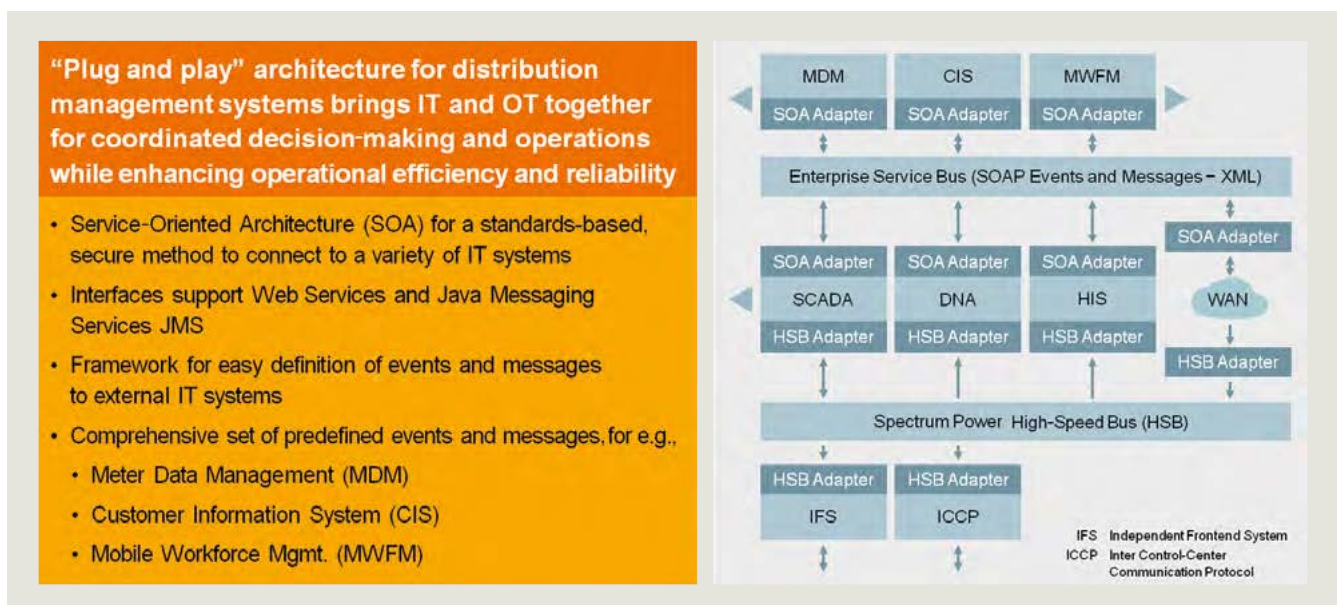 “Plug and play” architecture for distribution
management systems brings IT and OT together
for coordinated decision-making and operations
while enhancing operational efficiency and reliability
• Service-Oriented Architecture (SOA) for a standards-based,
secure method to connect to a variety of IT systems
• Interfaces support Web Services and Java Messaging
Services JMS
• Framework for easy definition of events and messages
to external IT systems
• Comprehensive set of predefined events and messages, for e.g.,
• Meter Data Management (MDM)
• Customer Information System (CIS)
• Mobile Workforce Mgmt. (MWFM)
MDM CIS MWFM
SOA Adapter SOA Adapter SOA Adapter
Enterprise Service Bus (SOAP Events and Messages – XML)
SOA Adapter
SOA Adapter SOA Adapter SOA Adapter
SCADA DNA HIS WAN
HSB Adapter HSB Adapter HSB Adapter
HSB Adapter
Spectrum Power High-Speed Bus (HSB)
HSB Adapter HSB Adapter
IFS ICCP
IFS Independent Frontend System
ICCP Inter Control-Center
Communication Protocol